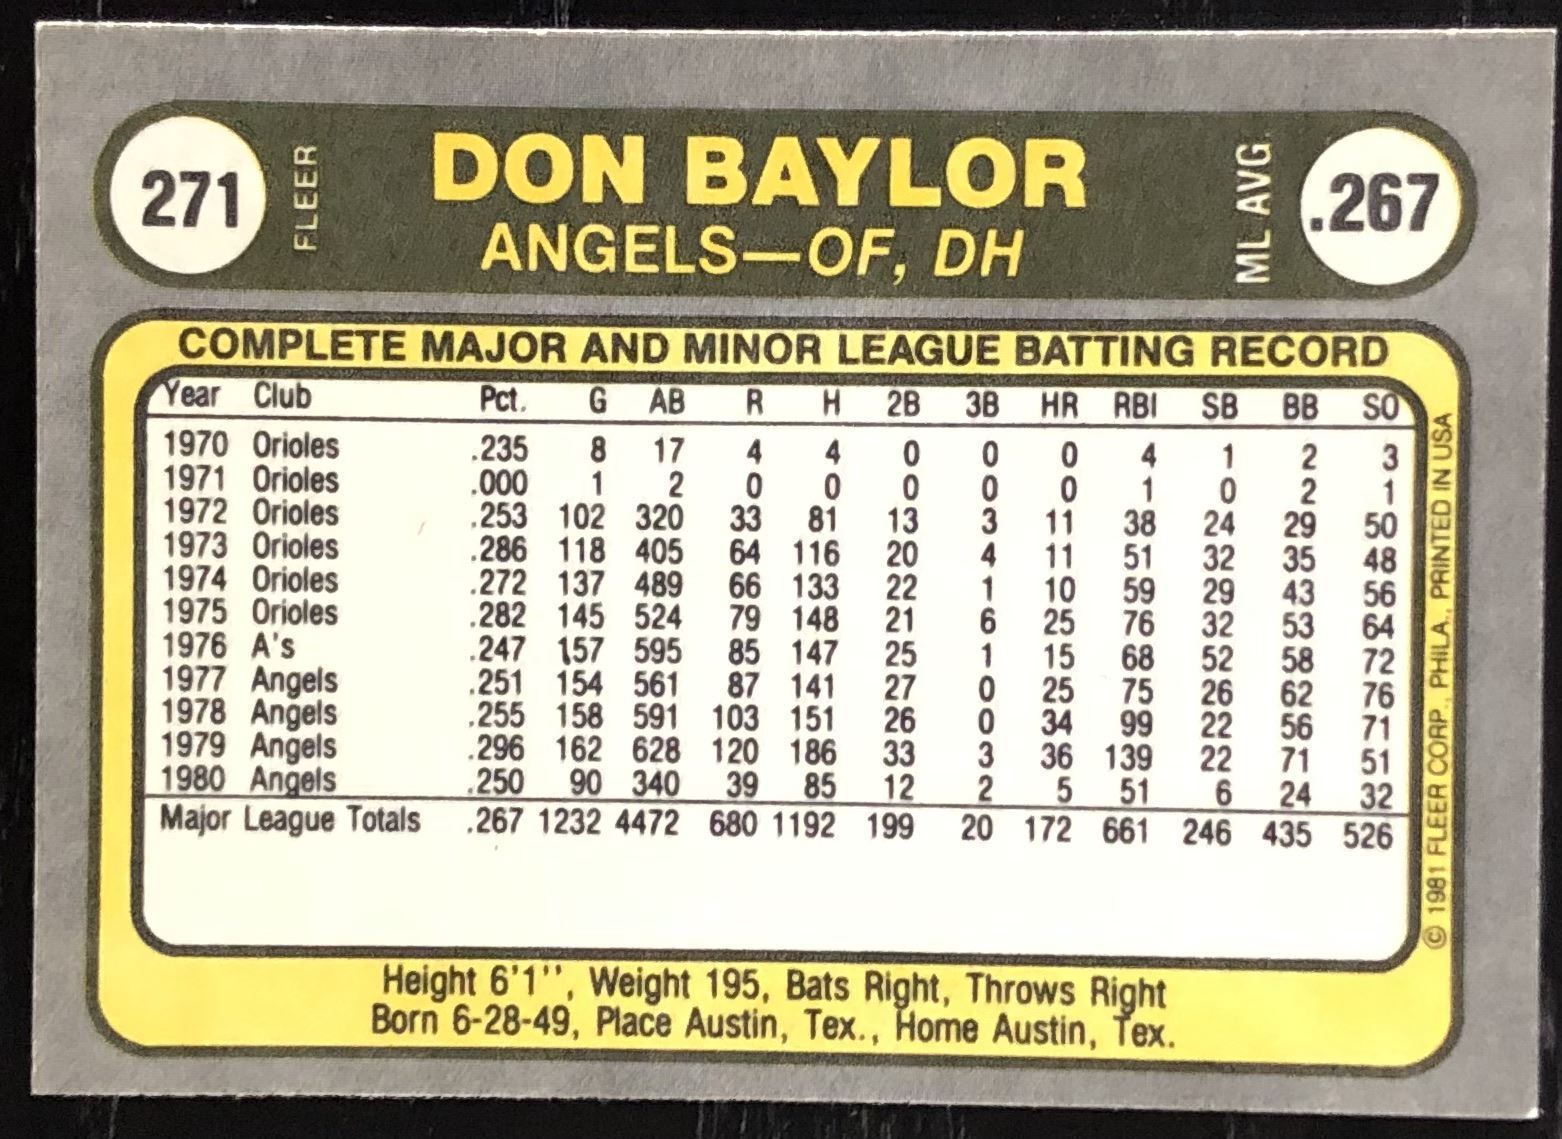 271 FLEER DON BAYLOR ML AVG. .267
ANGELS—OF, DH
COMPLETE MAJOR AND MINOR LEAGUE BATTING RECORD
Year Club Pct. G AB R H 2B 3B HR RBI SB BB SO
1970 Orioles .235 8 17 4 4 0 0 0 4 1 2 3
1971 Orioles .000 1 2 0 0 0 0 0 1 0 2 1
1972 Orioles .253 102 320 33 81 13 3 11 38 24 29 50
1973 Orioles .286 118 405 64 116 20 4 11 51 32 35 48
1974 Orioles .272 137 489 66 133 22 1 10 59 29 43 56
1975 Orioles .282 145 524 79 148 21 6 25 76 32 53 64
1976 A's .247 157 595 85 147 25 1 15 68 52 58 72
1977 Angels .251 154 561 87 141 27 0 25 75 26 62 76
1978 Angels .255 158 591 103 151 26 0 34 99 22 56 71
1979 Angels .296 162 628 120 186 33 3 36 139 22 71 51
1980 Angels .250 90 340 39 85 12 2 5 51 6 24 32
Major League Totals .267 1232 4472 680 1192 199 20 172 661 246 435 526
Height 6'1'', Weight 195, Bats Right, Throws Right
Born 6-28-49, Place Austin, Tex., Home Austin, Tex.
© 1981 FLEER CORP., PHILA., PRINTED IN USA